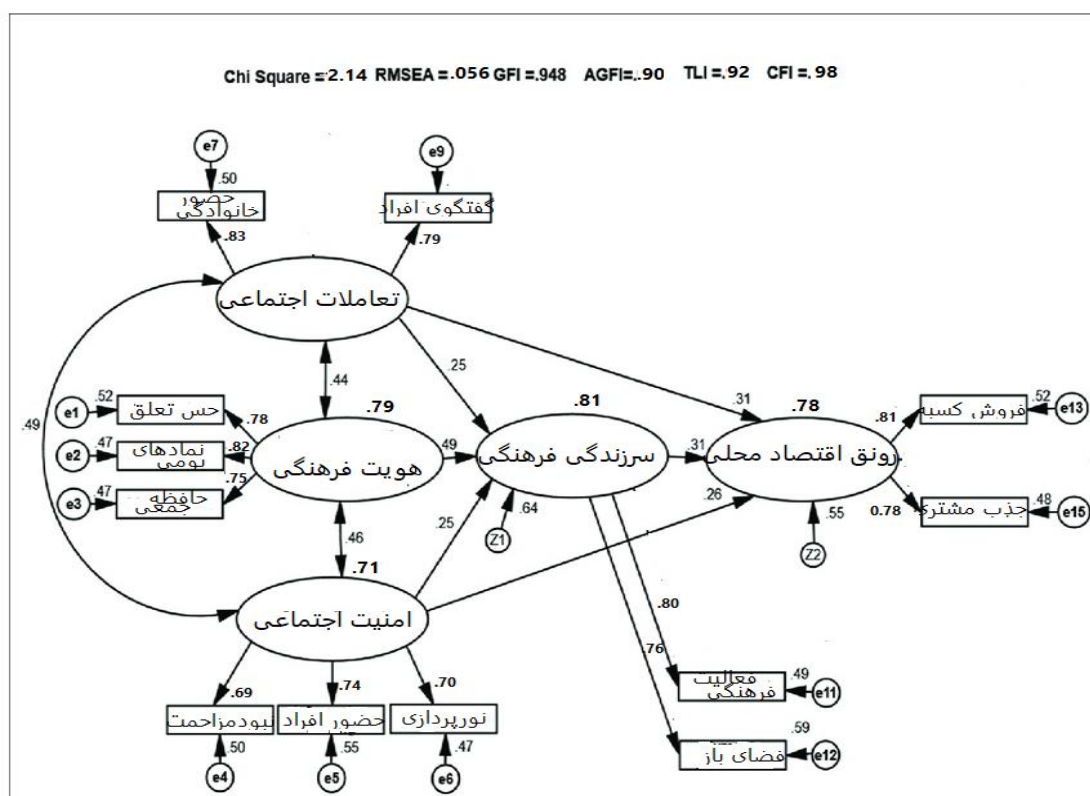 Chi Square =2.14 RMSEA =.056 GFI =.948 AGFI=.90 TLI =.92 CFI =.98
e7
e9
.50
حضور
خانوادگی
گفتگوی افراد
.83
.79
تعاملات اجتماعی
.25
.44
.31
.49
.52
e1
حس تعلق
.78
.79
.81
.78
.81
.52
فروش کسبه
e13
.47
e2
نمادهای
بومی
.82
هویت فرهنگی
.49
سرزندگی فرهنگی
.31
رونق اقتصاد محلی
.47
e3
حافظه
جمعی
.75
.26
0.78
.48
جذب مشتری
e15
.46
.25
Z1
.64
Z2
.55
.71
امنیت اجتماعی
.80
.76
.69
.74
.70
فعالیت
فرهنگی
.49
e11
نبودمزاحمت
حضور افراد
نورپردازی
.50
.55
.47
.59
فضای باز
e12
e4
e5
e6